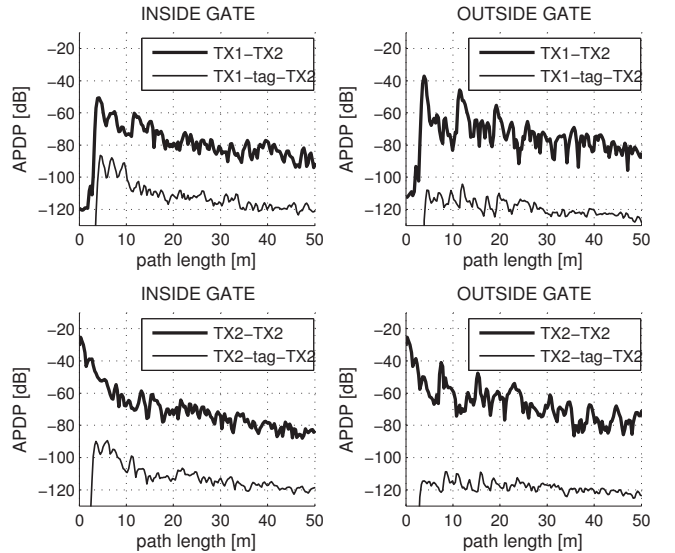 INSIDE GATE
−20
−40
−60
−80
−100
−120
APDP [dB]
TX1−TX2
TX1−tag−TX2
0 10 20 30 40 50
path length [m]
OUTSIDE GATE
−20
−40
−60
−80
−100
−120
APDP [dB]
TX1−TX2
TX1−tag−TX2
0 10 20 30 40 50
path length [m]
INSIDE GATE
−20
−40
−60
−80
−100
−120
APDP [dB]
TX2−TX2
TX2−tag−TX2
0 10 20 30 40 50
path length [m]
OUTSIDE GATE
−20
−40
−60
−80
−100
−120
APDP [dB]
TX2−TX2
TX2−tag−TX2
0 10 20 30 40 50
path length [m]